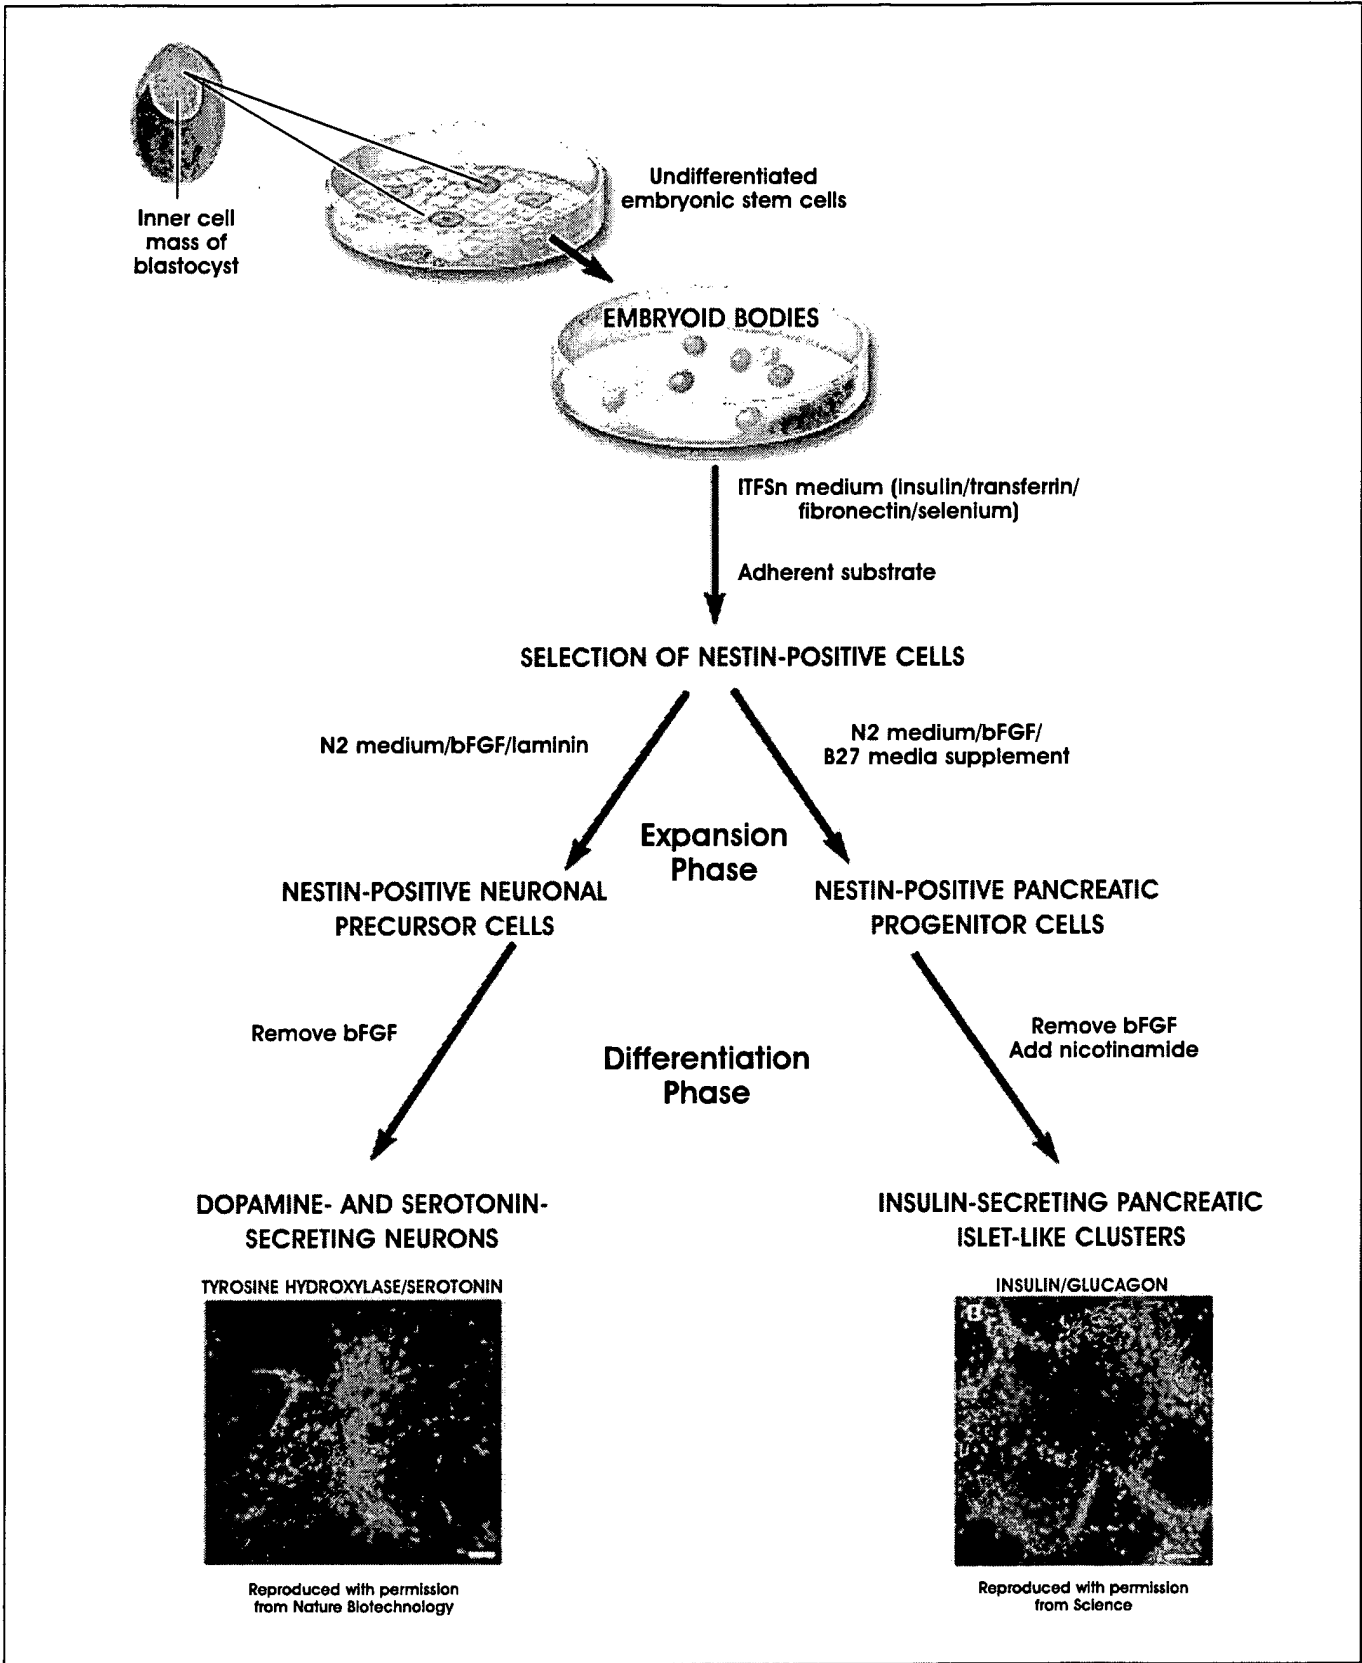 Inner cell
mass of
blastocyst
Undifferentiated
embryonic stem cells
EMBRYOID BODIES
ITFSn medium (insulin/transferrin/
fibronectin/selenium)
Adherent substrate
SELECTION OF NESTIN-POSITIVE CELLS
N2 medium/bFGF/laminin
N2 medium/bFGF/
B27 media supplement
Expansion
Phase
NESTIN-POSITIVE NEURONAL
PRECURSOR CELLS
NESTIN-POSITIVE PANCREATIC
PROGENITOR CELLS
Remove bFGF
Differentiation
Phase
Remove bFGF
Add nicotinamide
DOPAMINE- AND SEROTONIN-
SECRETING NEURONS
INSULIN-SECRETING PANCREATIC
ISLET-LIKE CLUSTERS
TYROSINE HYDROXYLASE/SEROTONIN
INSULIN/GLUCAGON
Reproduced with permission
from Nature Biotechnology
Reproduced with permission
from Science